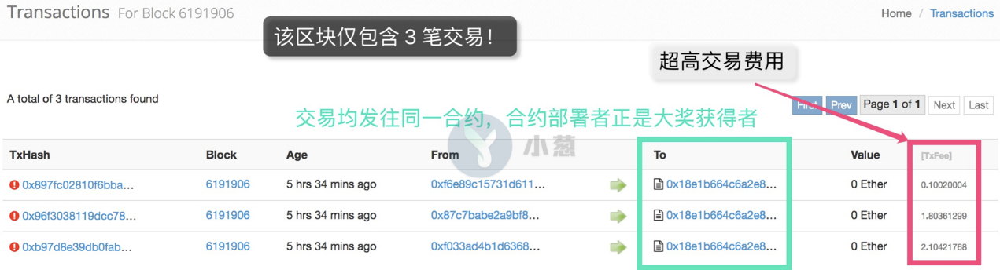 Transactions For Block 6191906
Home / Transactions
该区块仅包含 3 笔交易！
超高交易费用
A total of 3 transactions found
First Prev Page 1 of 1 Next Last
交易均发往同一合约，合约部署者正是大奖获得者
小葱
TxHash Block Age From To Value [TxFee]
0x897fc02810f6bba... 6191906 5 hrs 34 mins ago 0xf6e89c15731d611... 0x18e1b664c6a2e8... 0 Ether 0.10020004
0x96f3038119dcc78... 6191906 5 hrs 34 mins ago 0x87c7babe2a9bf8... 0x18e1b664c6a2e8... 0 Ether 1.80361299
0xb97d8e39db0fab... 6191906 5 hrs 34 mins ago 0xf033ad4b1d6368... 0x18e1b664c6a2e8... 0 Ether 2.10421768